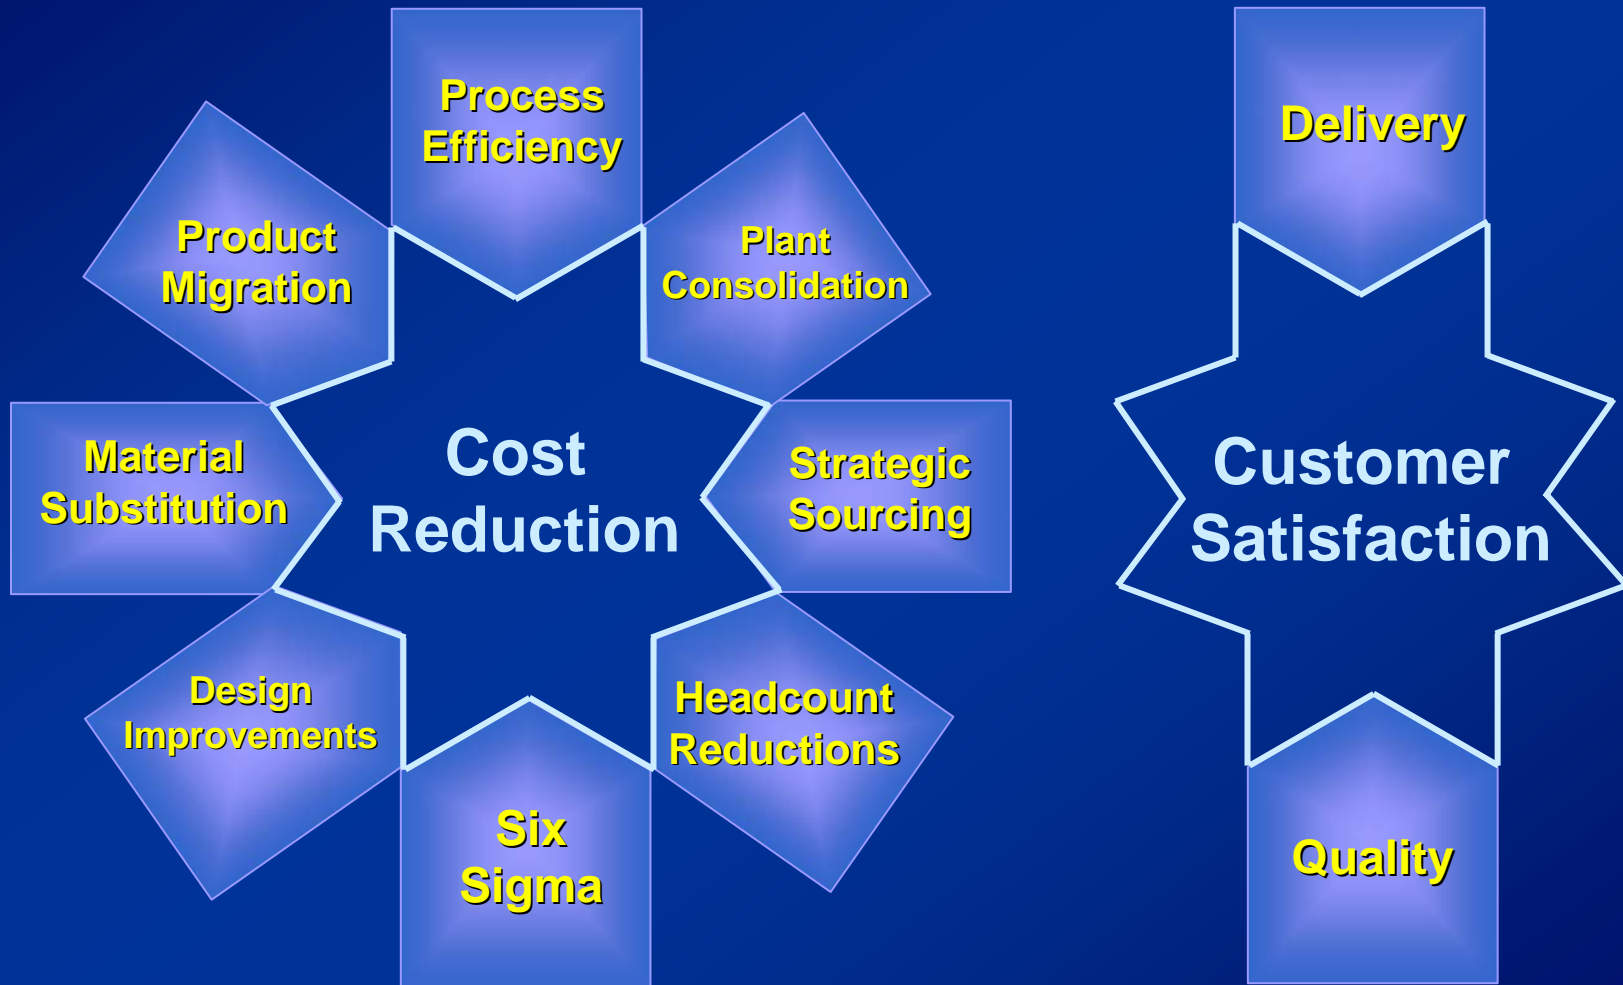 Process
Efficiency
Product
Migration
Plant
Consolidation
Material
Substitution
Cost
Reduction
Strategic
Sourcing
Design
Improvements
Headcount
Reductions
Six
Sigma
Delivery
Customer
Satisfaction
Quality